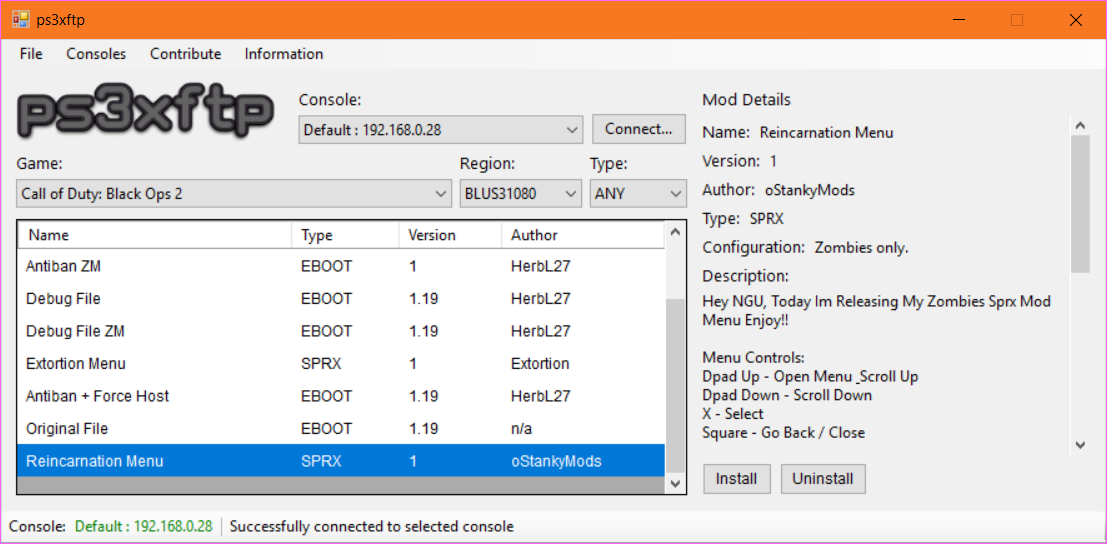 ps3xftp
File Consoles Contribute Information
ps3xftp
Console:
Default : 192.168.0.28
Connect...
Game:
Region:
Type:
Call of Duty: Black Ops 2
BLUS31080
ANY
Name Type Version Author
Antiban ZM EBOOT 1 HerbL27
Debug File EBOOT 1.19 HerbL27
Debug File ZM EBOOT 1.19 HerbL27
Extortion Menu SPRX 1 Extortion
Antiban + Force Host EBOOT 1.19 HerbL27
Original File EBOOT 1.19 n/a
Reincarnation Menu SPRX 1 oStankyMods
Mod Details
Name: Reincarnation Menu
Version: 1
Author: oStankyMods
Type: SPRX
Configuration: Zombies only.
Description:
Hey NGU, Today Im Releasing My Zombies Sprx Mod
Menu Enjoy!!
Menu Controls:
Dpad Up - Open Menu _Scroll Up
Dpad Down - Scroll Down
X - Select
Square - Go Back / Close
Install Uninstall
Console: Default : 192.168.0.28 Successfully connected to selected console